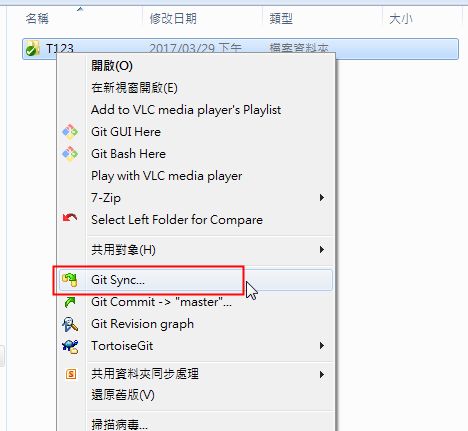 名稱 修改日期 類型 大小
T123 2017/03/29 下午 檔案資料夾
開啟(O)
在新視窗開啟(E)
Add to VLC media player's Playlist
Git GUI Here
Git Bash Here
Play with VLC media player
7-Zip
Select Left Folder for Compare
共用對象(H)
Git Sync...
Git Commit -> "master"...
Git Revision graph
TortoiseGit
共用資料夾同步處理
還原舊版(V)
掃描病毒...